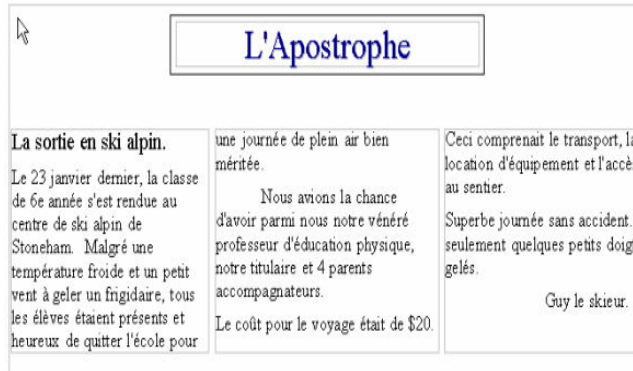 L'Apostrophe
La sortie en ski alpin.
Le 23 janvier dernier, la classe
de 6e année s'est rendue au
centre de ski alpin de
Stoneham. Malgré une
température froide et un petit
vent à geler un frigidaire, tous
les élèves étaient présents et
heureux de quitter l'école pour
une journée de plein air bien
méritée.
Nous avions la chance
d'avoir parmi nous notre vénéré
professeur d'éducation physique,
notre titulaire et 4 parents
accompagnateurs.
Le coût pour le voyage était de $20.
Ceci comprenait le transport, la
location d'équipement et l'accè
au sentier.
Superbe journée sans accident.
seulement quelques petits doig
gelés.
Guy le skieur.